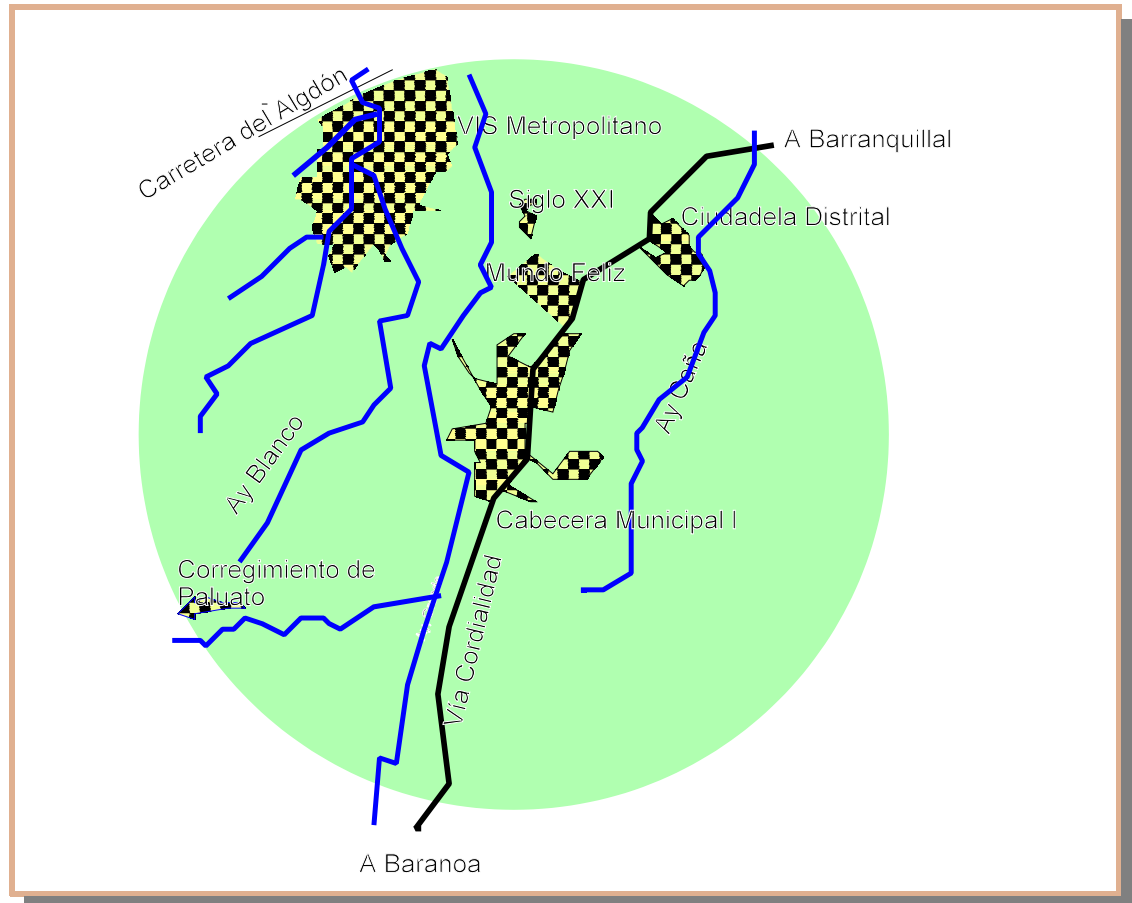 Carretera del Algdón
VIS Metropolitano
A Barranquillal
Siglo XXI
Ciudadela Distrital
Mundo Feliz
Ay Caña
Ay Blanco
Cabecera Municipal l
Corregimiento de
Paluato
Vía Cordialidad
A Baranoa